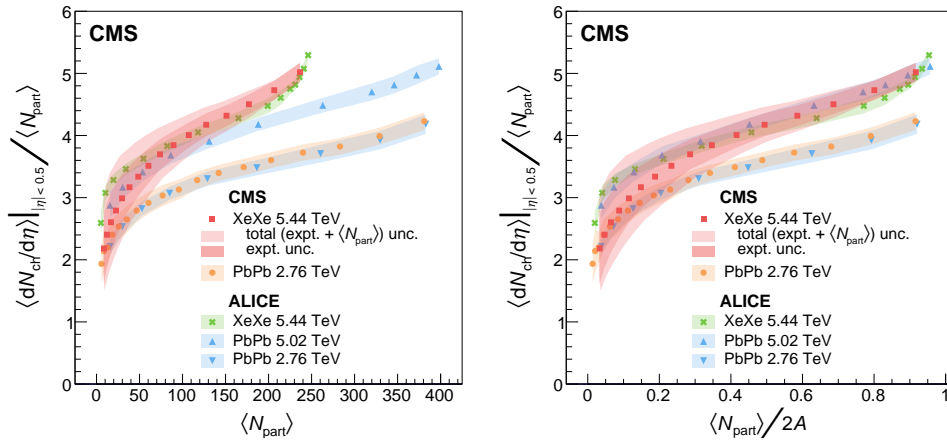 CMS
⟨dN_ch/dη⟩|_|η|<0.5 / ⟨N_part⟩
6
5
4
3
2
1
0
CMS
XeXe 5.44 TeV
total (expt. + ⟨N_part⟩) unc.
expt. unc.
PbPb 2.76 TeV
ALICE
XeXe 5.44 TeV
PbPb 5.02 TeV
PbPb 2.76 TeV
0 50 100 150 200 250 300 350 400
⟨N_part⟩
CMS
⟨dN_ch/dη⟩|_|η|<0.5 / ⟨N_part⟩
6
5
4
3
2
1
0
CMS
XeXe 5.44 TeV
total (expt. + ⟨N_part⟩) unc.
expt. unc.
PbPb 2.76 TeV
ALICE
XeXe 5.44 TeV
PbPb 5.02 TeV
PbPb 2.76 TeV
0 0.2 0.4 0.6 0.8 1
⟨N_part⟩/2A